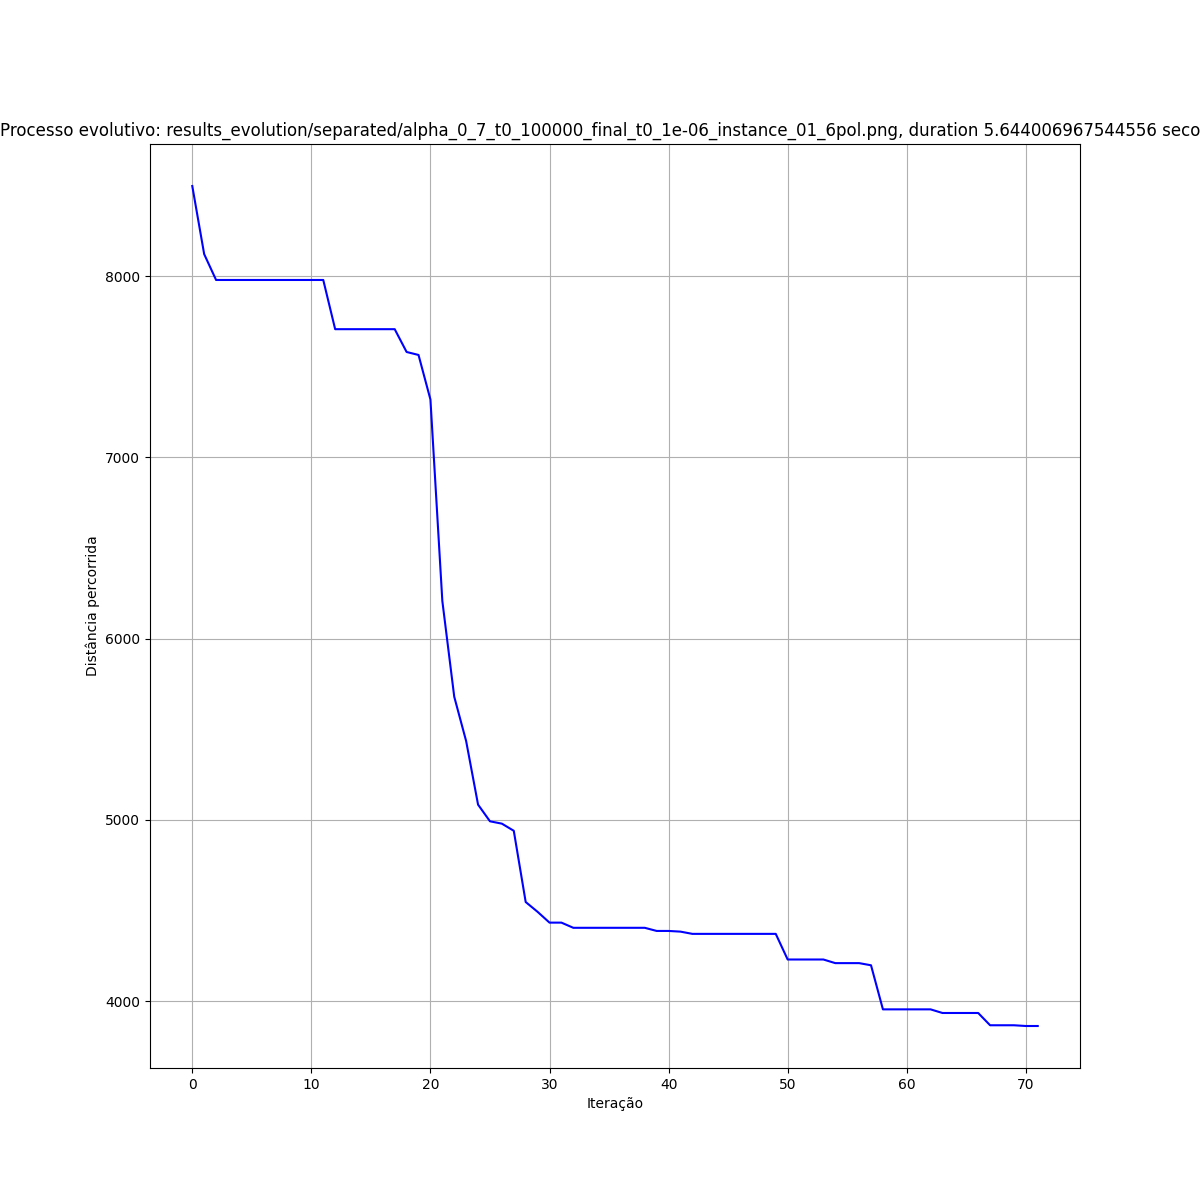 Processo evolutivo: results_evolution/separated/alpha_0_7_t0_100000_final_t0_1e-06_instance_01_6pol.png, duration 5.644006967544556 seco
8000
7000
6000
5000
4000
Distância percorrida
0 10 20 30 40 50 60 70
Iteração